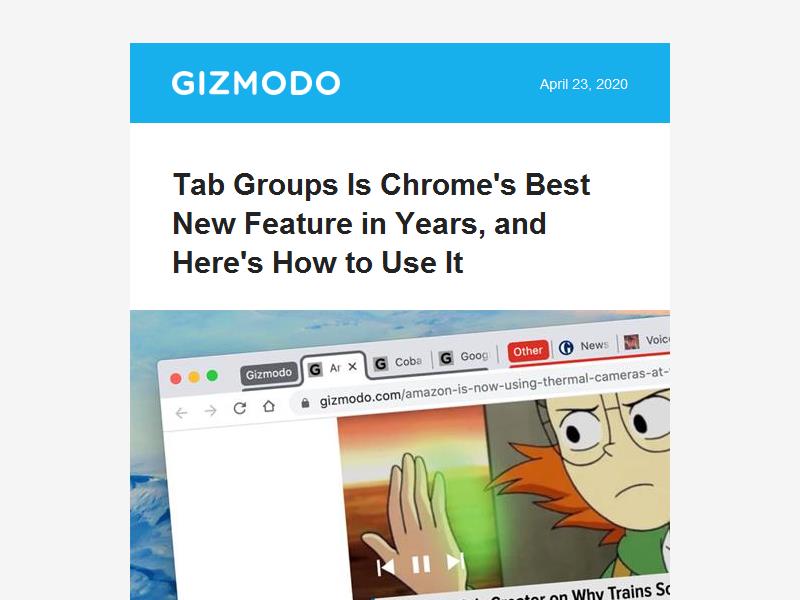 GIZMODO
April 23, 2020
Tab Groups Is Chrome's Best
New Feature in Years, and
Here's How to Use It
Gizmodo G Ar × G Coba G Goog Other News Voic
gizmodo.com/amazon-is-now-using-thermal-cameras-at-
Creator on Why Trains Sc